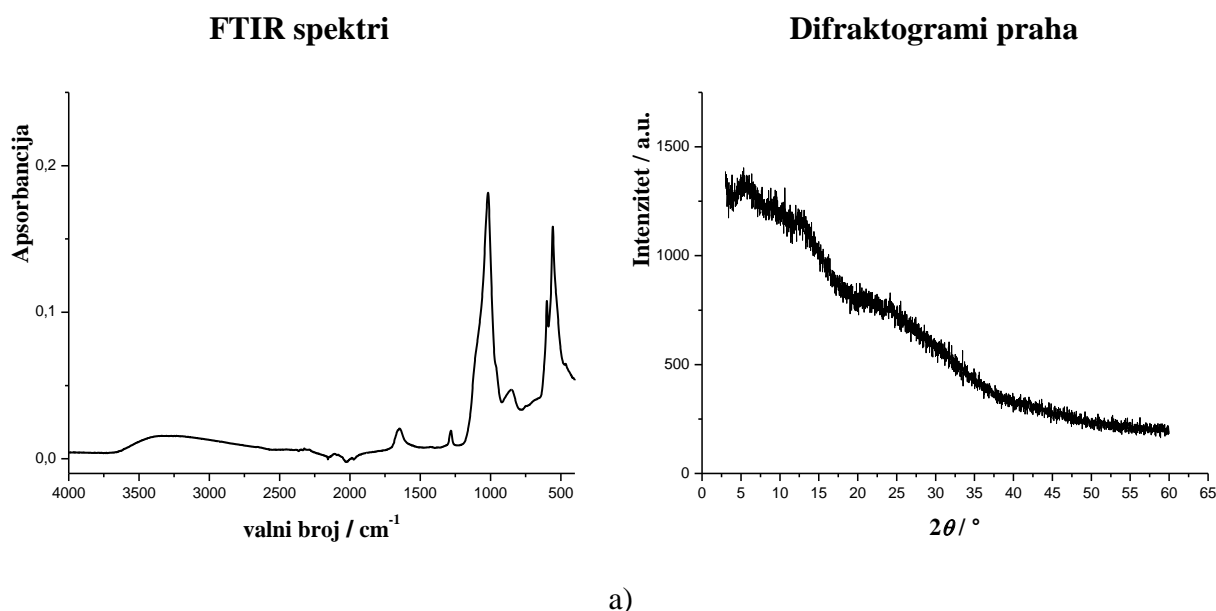 FTIR spektri
Difraktogrami praha
Apsorbancija
0,2
0,1
0,0
4000 3500 3000 2500 2000 1500 1000 500
valni broj / cm⁻¹
Intenzitet / a.u.
1500
1000
500
0
0 5 10 15 20 25 30 35 40 45 50 55 60 65
2θ / °
a)